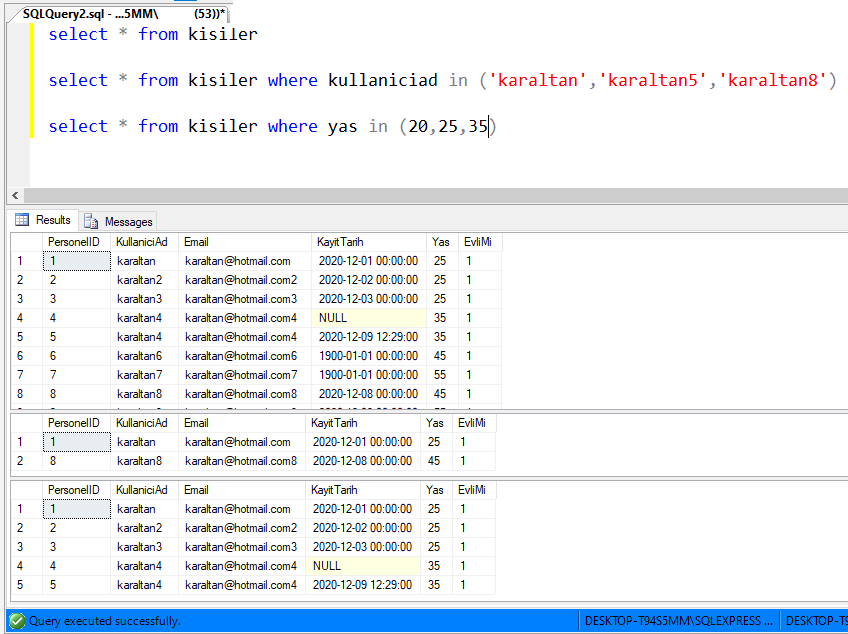 SQLQuery2.sql - ...5MM\ (53))*
select * from kisiler
select * from kisiler where kullaniciad in ('karaltan','karaltan5','karaltan8')
select * from kisiler where yas in (20,25,35)
Results Messages
PersonelID KullaniciAd Email KayitTarih Yas EvliMi
1 1 karaltan karaltan@hotmail.com 2020-12-01 00:00:00 25 1
2 2 karaltan2 karaltan@hotmail.com2 2020-12-02 00:00:00 25 1
3 3 karaltan3 karaltan@hotmail.com3 2020-12-03 00:00:00 25 1
4 4 karaltan4 karaltan@hotmail.com4 NULL 35 1
5 5 karaltan4 karaltan@hotmail.com4 2020-12-09 12:29:00 35 1
6 6 karaltan6 karaltan@hotmail.com6 1900-01-01 00:00:00 45 1
7 7 karaltan7 karaltan@hotmail.com7 1900-01-01 00:00:00 55 1
8 8 karaltan8 karaltan@hotmail.com8 2020-12-08 00:00:00 45 1
PersonelID KullaniciAd Email KayitTarih Yas EvliMi
1 1 karaltan karaltan@hotmail.com 2020-12-01 00:00:00 25 1
2 8 karaltan8 karaltan@hotmail.com8 2020-12-08 00:00:00 45 1
PersonelID KullaniciAd Email KayitTarih Yas EvliMi
1 1 karaltan karaltan@hotmail.com 2020-12-01 00:00:00 25 1
2 2 karaltan2 karaltan@hotmail.com2 2020-12-02 00:00:00 25 1
3 3 karaltan3 karaltan@hotmail.com3 2020-12-03 00:00:00 25 1
4 4 karaltan4 karaltan@hotmail.com4 NULL 35 1
5 5 karaltan4 karaltan@hotmail.com4 2020-12-09 12:29:00 35 1
Query executed successfully. DESKTOP-T94S5MM\SQLEXPRESS ... DESKTOP-T9